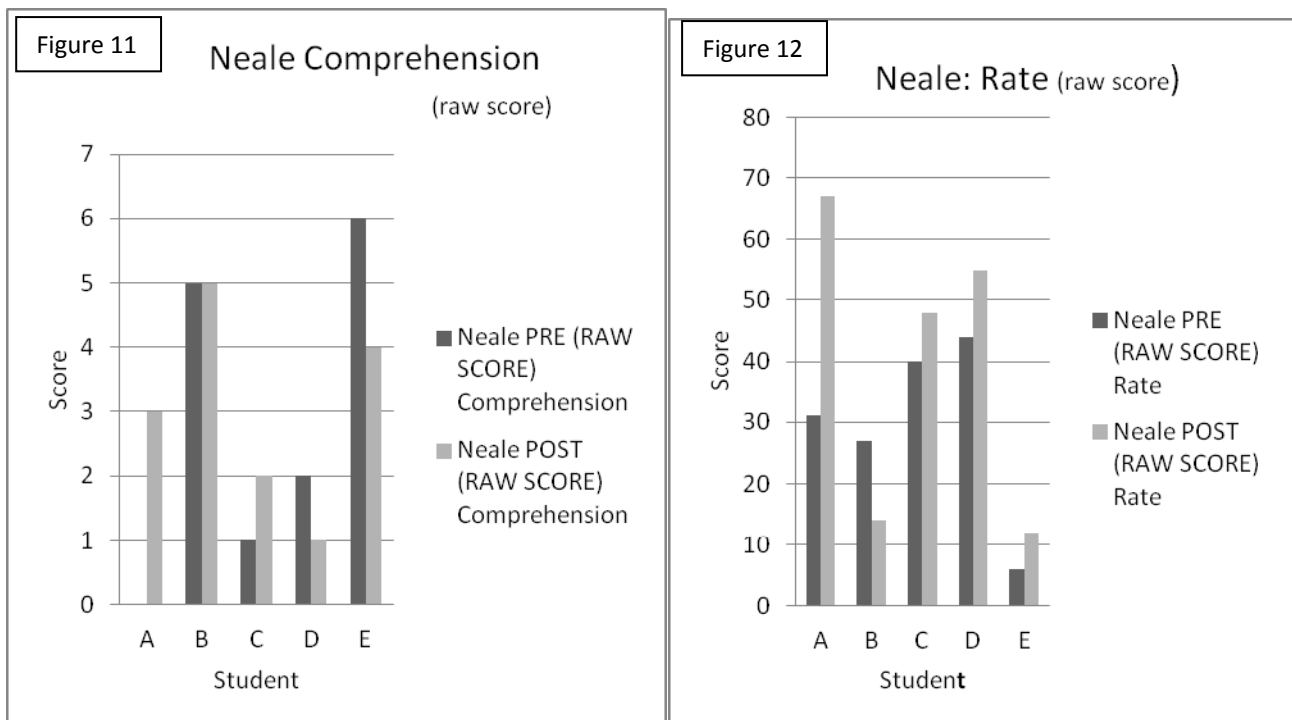 Figure 11
Neale Comprehension
(raw score)
7
6
5
4
3
2
1
0
Score
A B C D E
Student
Neale PRE (RAW
SCORE)
Comprehension
Neale POST
(RAW SCORE)
Comprehension
Figure 12
Neale: Rate (raw score)
80
70
60
50
40
30
20
10
0
Score
A B C D E
Student
Neale PRE
(RAW SCORE)
Rate
Neale POST
(RAW SCORE)
Rate